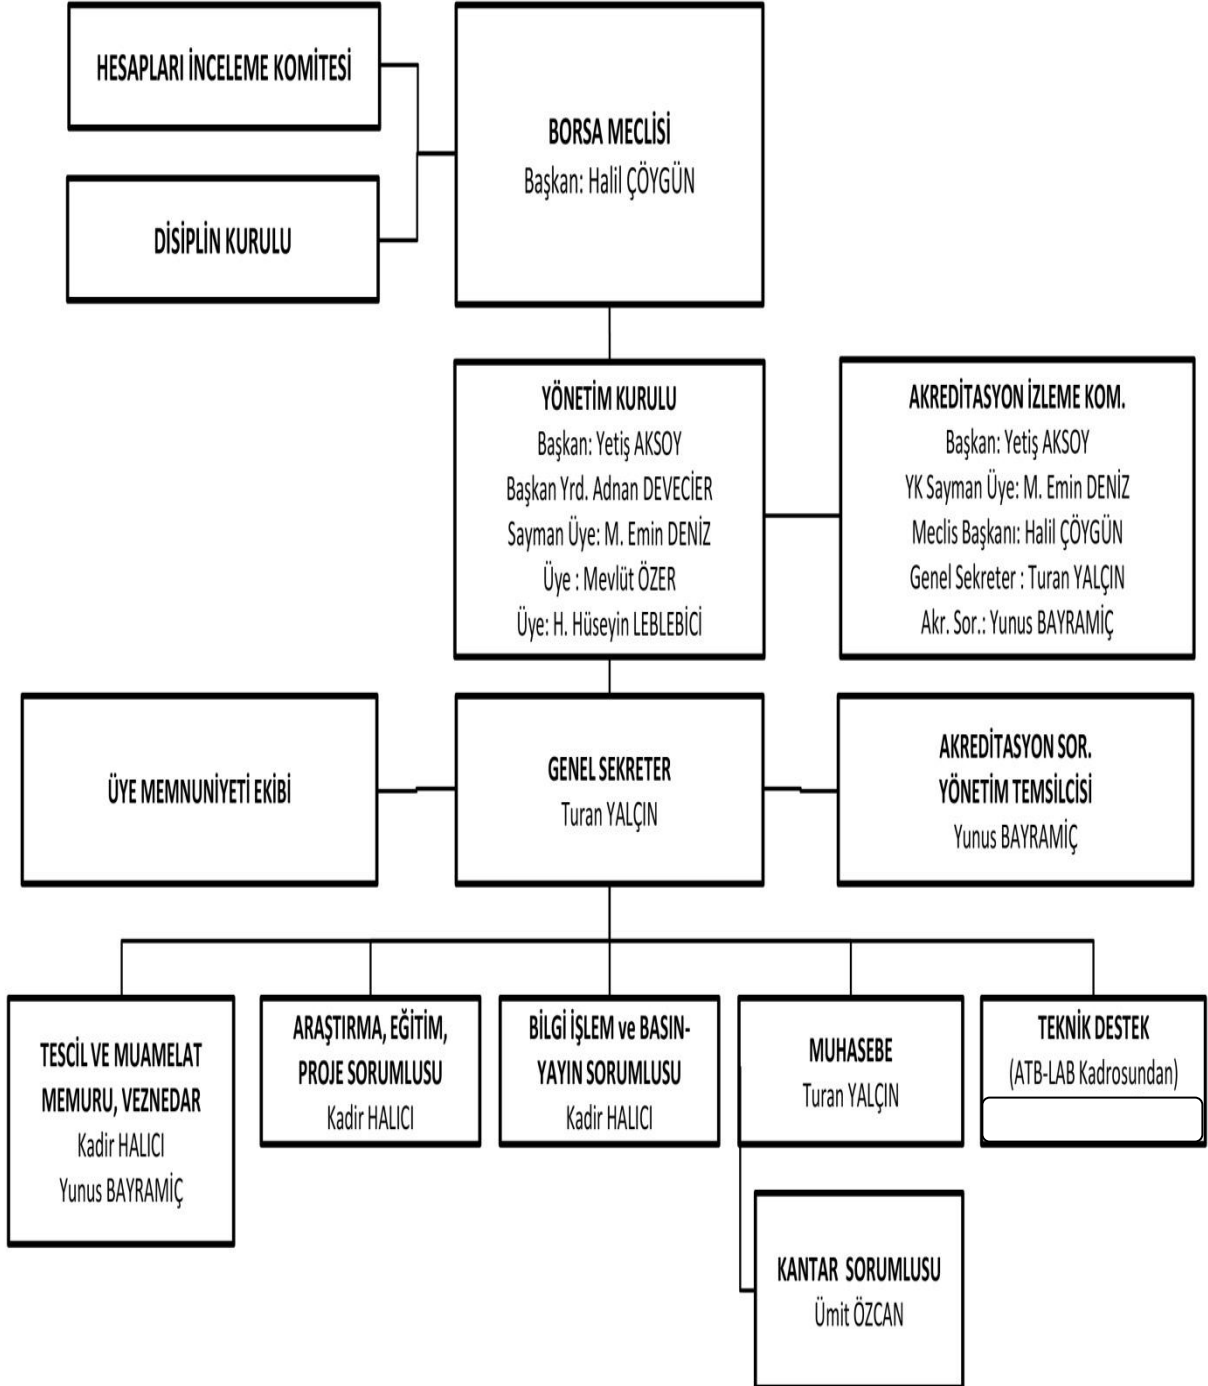 HESAPLARI İNCELEME KOMİTESİ
BORSA MECLİSİ
Başkan: Halil ÇÖYGÜN
DİSİPLİN KURULU
YÖNETİM KURULU
Başkan: Yetiş AKSOY
Başkan Yrd. Adnan DEVECİER
Sayman Üye: M. Emin DENİZ
Üye : Mevlüt ÖZER
Üye: H. Hüseyin LEBLEBİCİ
AKREDİTASYON İZLEME KOM.
Başkan: Yetiş AKSOY
YK Sayman Üye: M. Emin DENİZ
Meclis Başkanı: Halil ÇÖYGÜN
Genel Sekreter : Turan YALÇIN
Akr. Sor.: Yunus BAYRAMİÇ
ÜYE MEMNUNİYETİ EKİBİ
GENEL SEKRETER
Turan YALÇIN
AKREDİTASYON SOR.
YÖNETİM TEMSİLCİSİ
Yunus BAYRAMİÇ
TESCİL VE MUAMELAT
MEMURU, VEZNEDAR
Kadir HALICI
Yunus BAYRAMİÇ
ARAŞTIRMA, EĞİTİM,
PROJE SORUMLUSU
Kadir HALICI
BİLGİ İŞLEM ve BASIN-
YAYIN SORUMLUSU
Kadir HALICI
MUHASEBE
Turan YALÇIN
TEKNİK DESTEK
(ATB-LAB Kadrosundan)
KANTAR SORUMLUSU
Ümit ÖZCAN